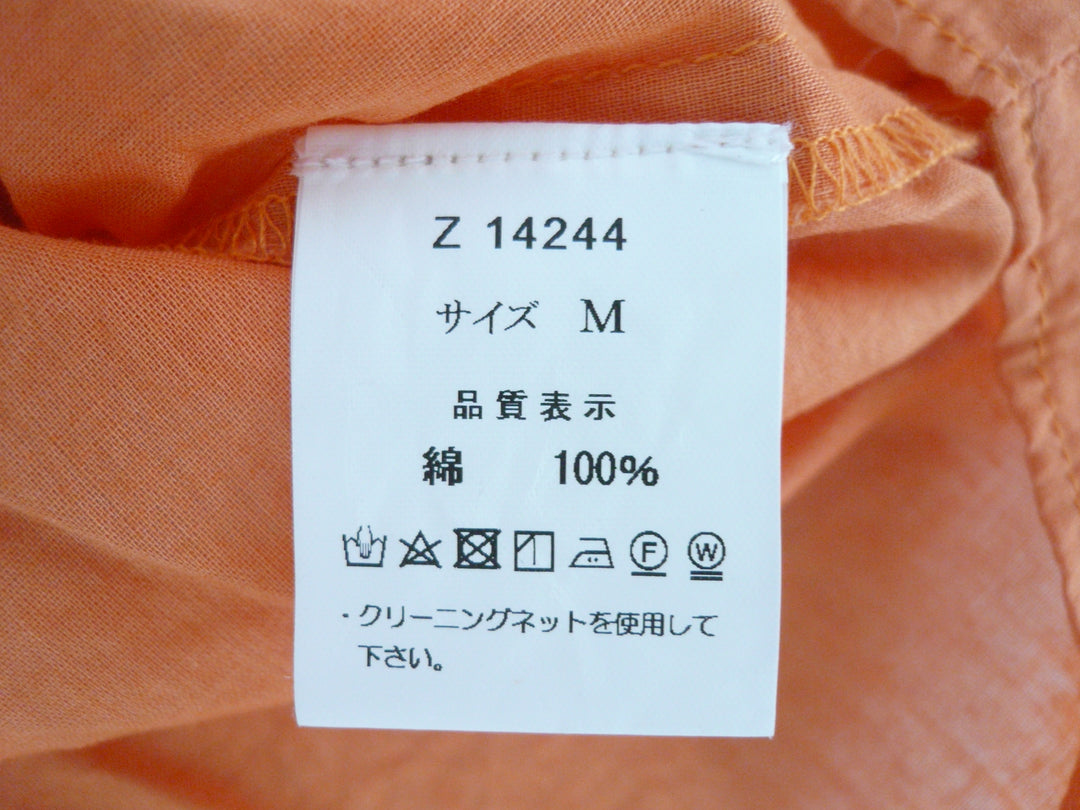 Z 14244
サイズ M
品質表示
綿 100%
F W
・クリーニングネットを使用して
下さい。